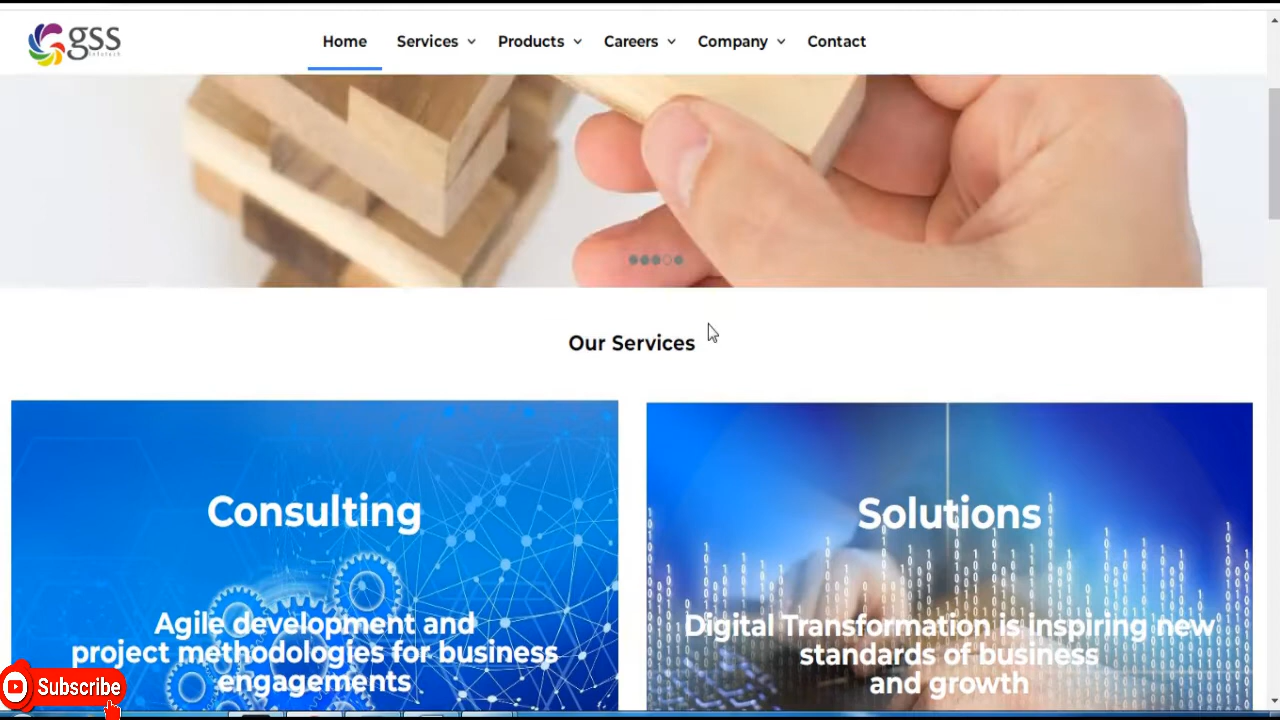 gss
infotech
Home Services Products Careers Company Contact
Our Services
Consulting
Agile development and
project methodologies for business
engagements
Solutions
Digital Transformation is inspiring new
standards of business
and growth
Subscribe